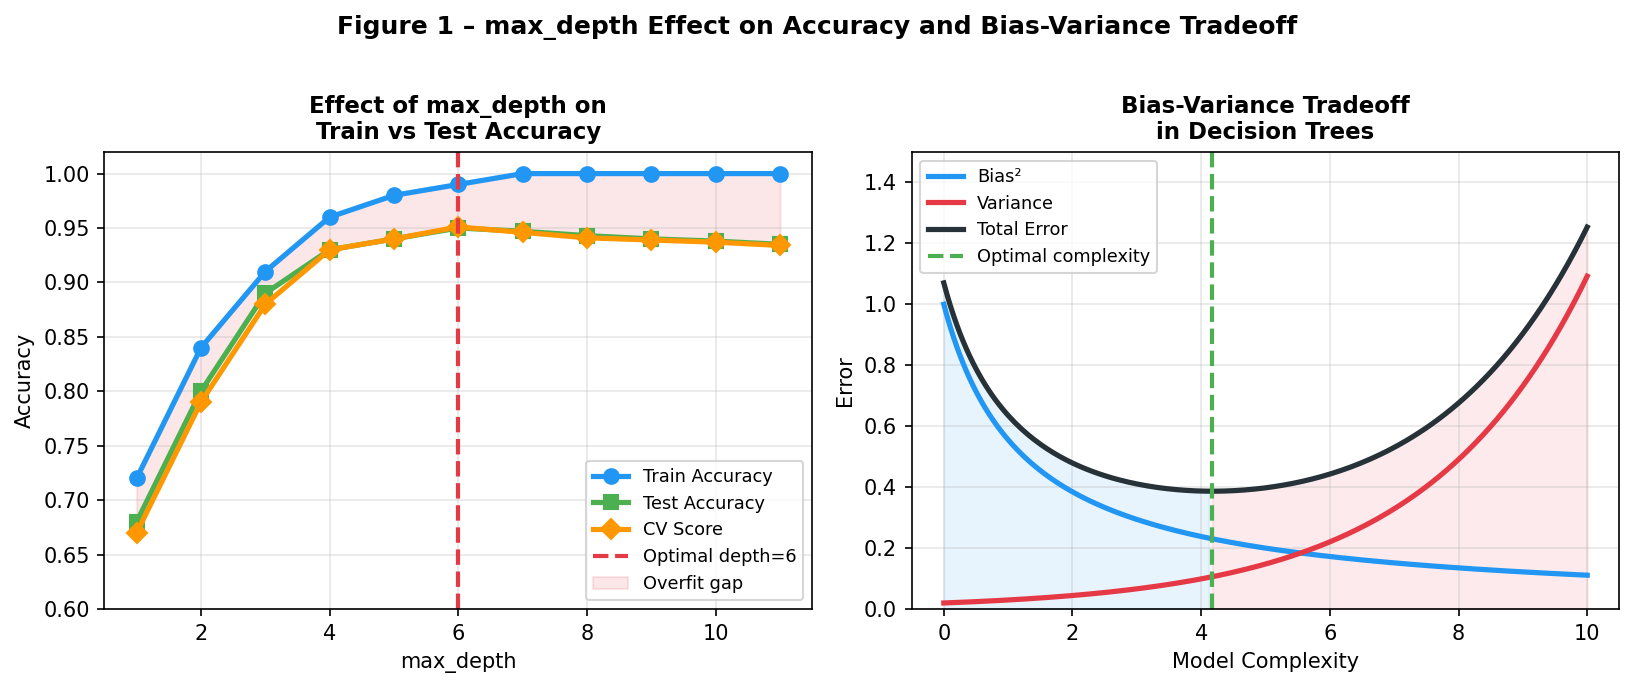 Figure 1 – max_depth Effect on Accuracy and Bias-Variance Tradeoff
Effect of max_depth on
Train vs Test Accuracy
1.00
0.95
0.90
0.85
0.80
0.75
0.70
0.65
0.60
Accuracy
2
4
6
8
10
max_depth
Train Accuracy
Test Accuracy
CV Score
Optimal depth=6
Overfit gap
Bias-Variance Tradeoff
in Decision Trees
1.4
1.2
1.0
0.8
0.6
0.4
0.2
0.0
Error
0
2
4
6
8
10
Model Complexity
Bias²
Variance
Total Error
Optimal complexity